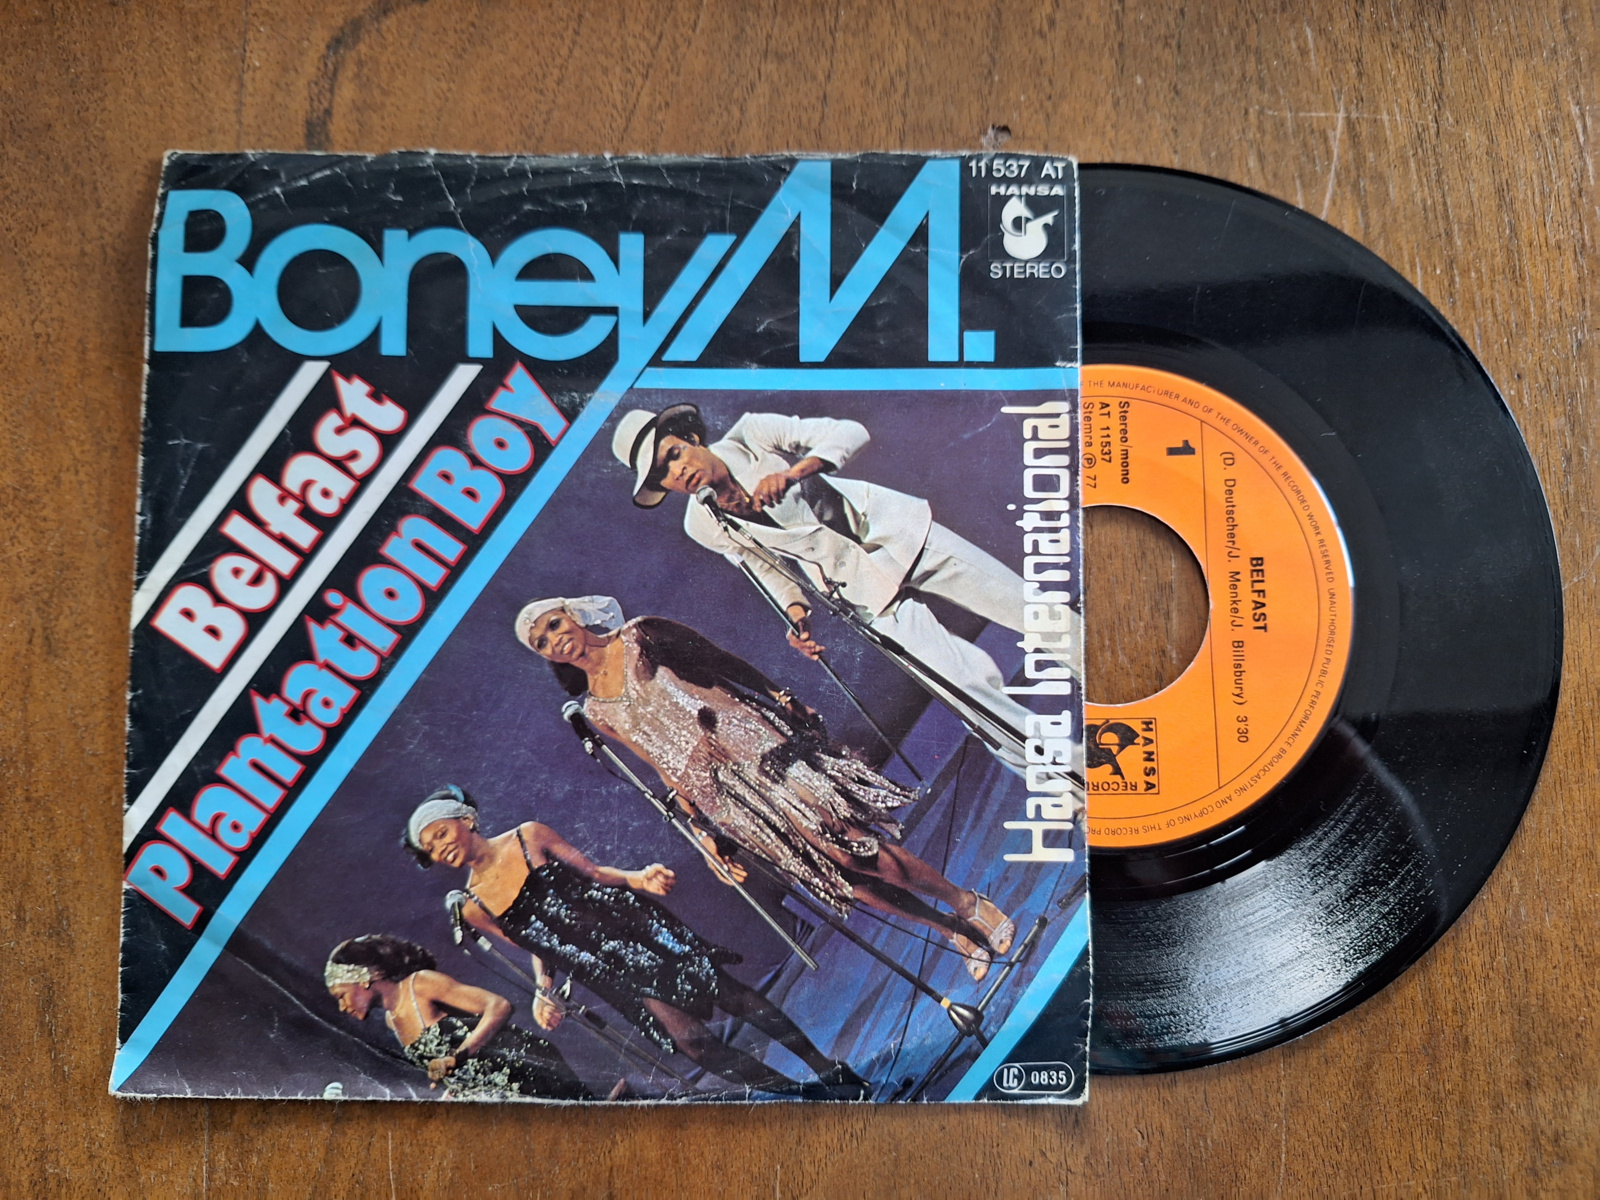 Boney M.
11 537 AT
HANSA
STEREO
Belfast
Plantation Boy
Hansa International
LC 0835
OF THE MANUFACTURER AND OF THE OWNER OF THE RECORDED WORK RESERVED. UNAUTHORISED PUBLIC PERFORMANCE BROADCASTING AND COPYING OF THIS RECORD
Stereo/mono
AT 11537
Stemra ℗ 77
1
BELFAST
(D. Deutscher/J. Menke/J. Billsbury) 3'30
HANSA